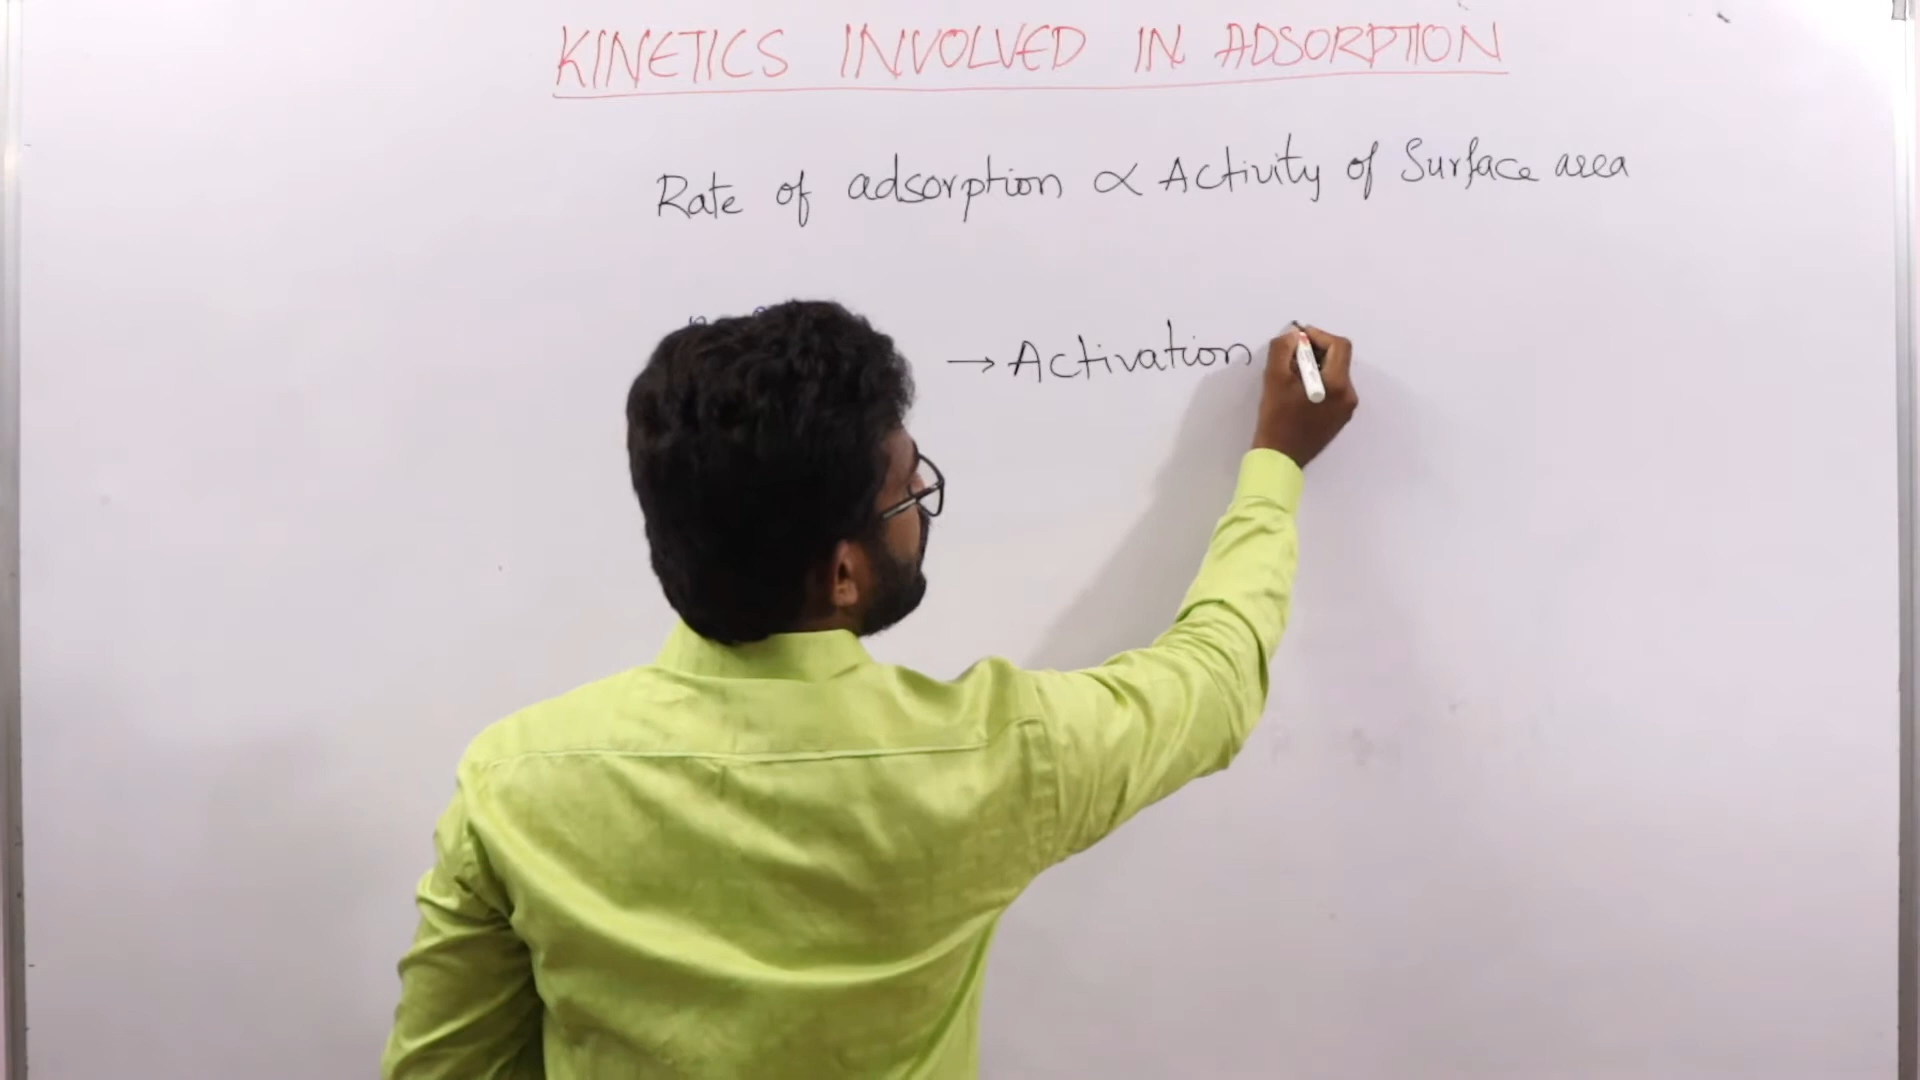 KINETICS INVOLVED IN ADSORPTION
Rate of adsorption ∝ Activity of Surface area
→ Activation